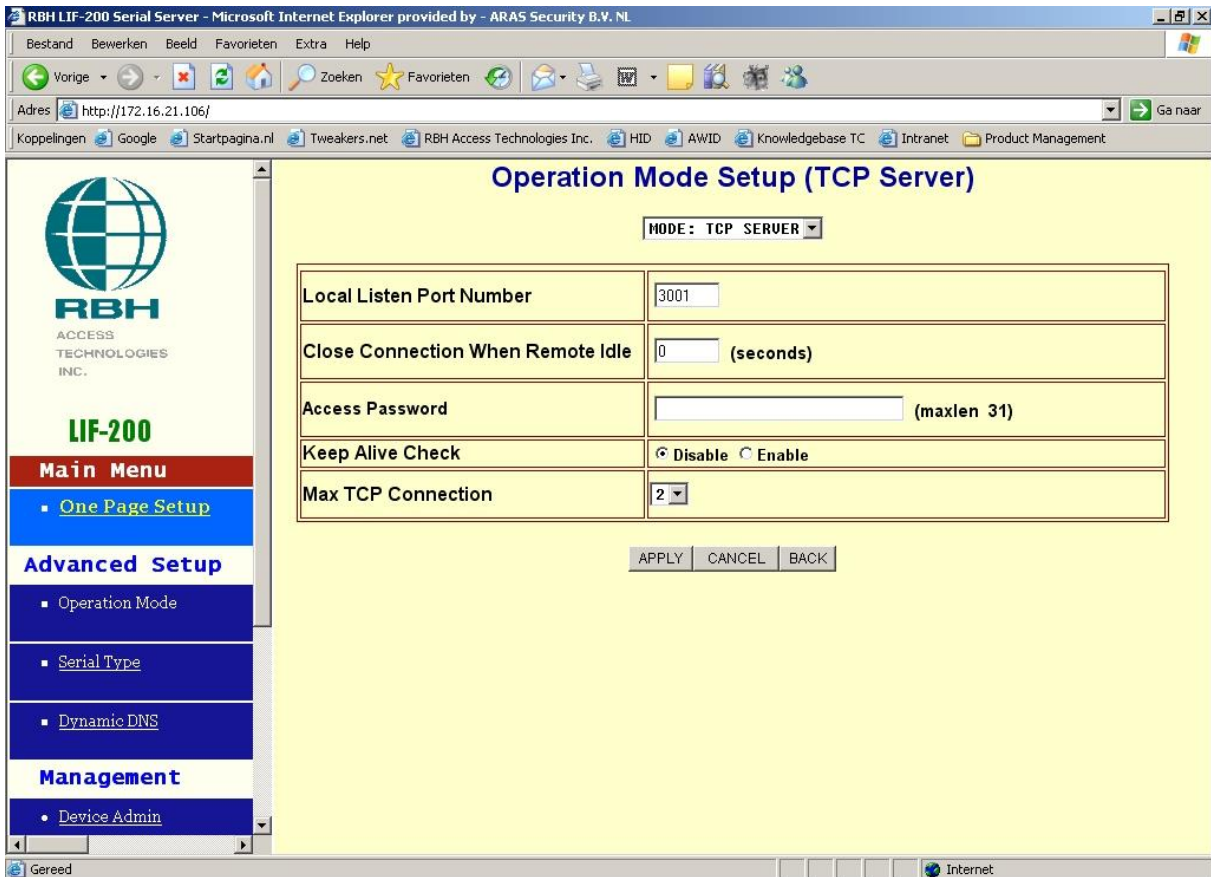 RBH LIF-200 Serial Server - Microsoft Internet Explorer provided by - ARAS Security B.V. NL
Bestand Bewerken Beeld Favorieten Extra Help
Vorige Zoeken Favorieten
Adres http://172.16.21.106/ Ga naar
Koppelingen Google Startpagina.nl Tweakers.net RBH Access Technologies Inc. HID AWID Knowledgebase TC Intranet Product Management
RBH
ACCESS
TECHNOLOGIES
INC.
LIF-200
Main Menu
One Page Setup
Advanced Setup
Operation Mode
Serial Type
Dynamic DNS
Management
Device Admin
Operation Mode Setup (TCP Server)
MODE: TCP SERVER
Local Listen Port Number 3001
Close Connection When Remote Idle 0 (seconds)
Access Password (maxlen 31)
Keep Alive Check Disable Enable
Max TCP Connection 2
APPLY CANCEL BACK
Gereed Internet